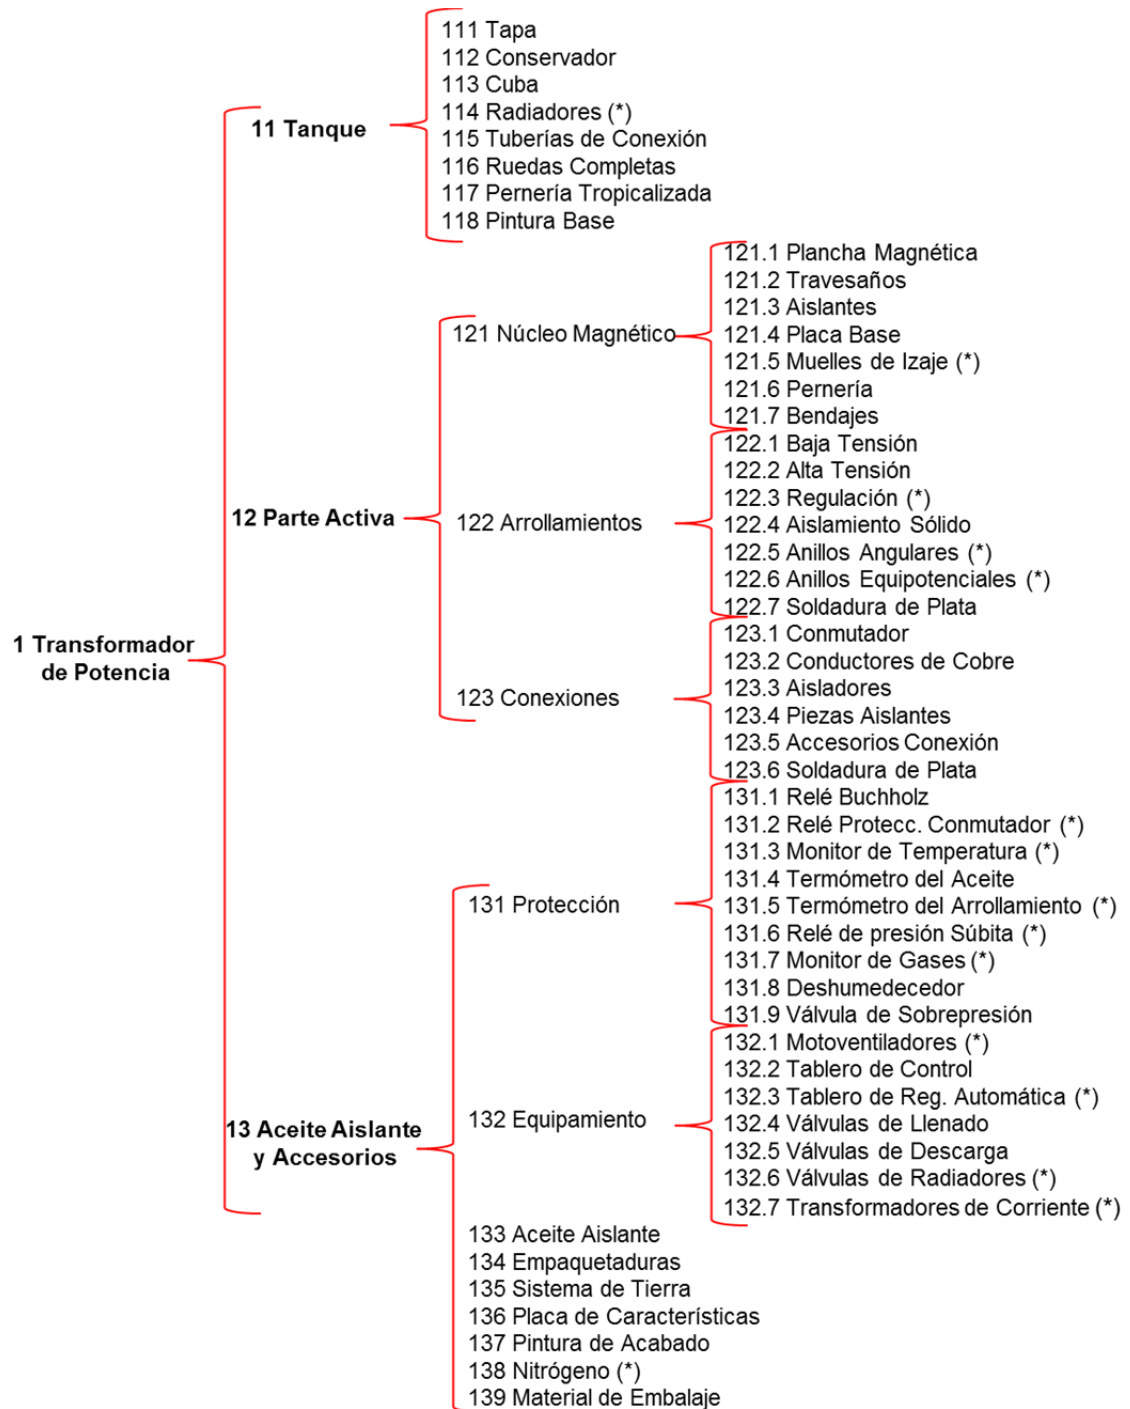 111 Tapa
112 Conservador
113 Cuba
114 Radiadores (*)
11 Tanque
115 Tuberías de Conexión
116 Ruedas Completas
117 Pernería Tropicalizada
118 Pintura Base
121.1 Plancha Magnética
121.2 Travesaños
121.3 Aislantes
121 Núcleo Magnético
121.4 Placa Base
121.5 Muelles de Izaje (*)
121.6 Pernería
121.7 Bendajes
122.1 Baja Tensión
122.2 Alta Tensión
122.3 Regulación (*)
12 Parte Activa
122 Arrollamientos
122.4 Aislamiento Sólido
122.5 Anillos Angulares (*)
122.6 Anillos Equipotenciales (*)
122.7 Soldadura de Plata
1 Transformador
de Potencia
123.1 Conmutador
123.2 Conductores de Cobre
123 Conexiones
123.3 Aisladores
123.4 Piezas Aislantes
123.5 Accesorios Conexión
123.6 Soldadura de Plata
131.1 Relé Buchholz
131.2 Relé Protecc. Conmutador (*)
131.3 Monitor de Temperatura (*)
131.4 Termómetro del Aceite
131 Protección
131.5 Termómetro del Arrollamiento (*)
131.6 Relé de presión Súbita (*)
131.7 Monitor de Gases (*)
131.8 Deshumedecedor
131.9 Válvula de Sobrepresión
132.1 Motoventiladores (*)
132.2 Tablero de Control
132.3 Tablero de Reg. Automática (*)
132 Equipamiento
132.4 Válvulas de Llenado
13 Aceite Aislante
y Accesorios
132.5 Válvulas de Descarga
132.6 Válvulas de Radiadores (*)
132.7 Transformadores de Corriente (*)
133 Aceite Aislante
134 Empaquetaduras
135 Sistema de Tierra
136 Placa de Características
137 Pintura de Acabado
138 Nitrógeno (*)
139 Material de Embalaje